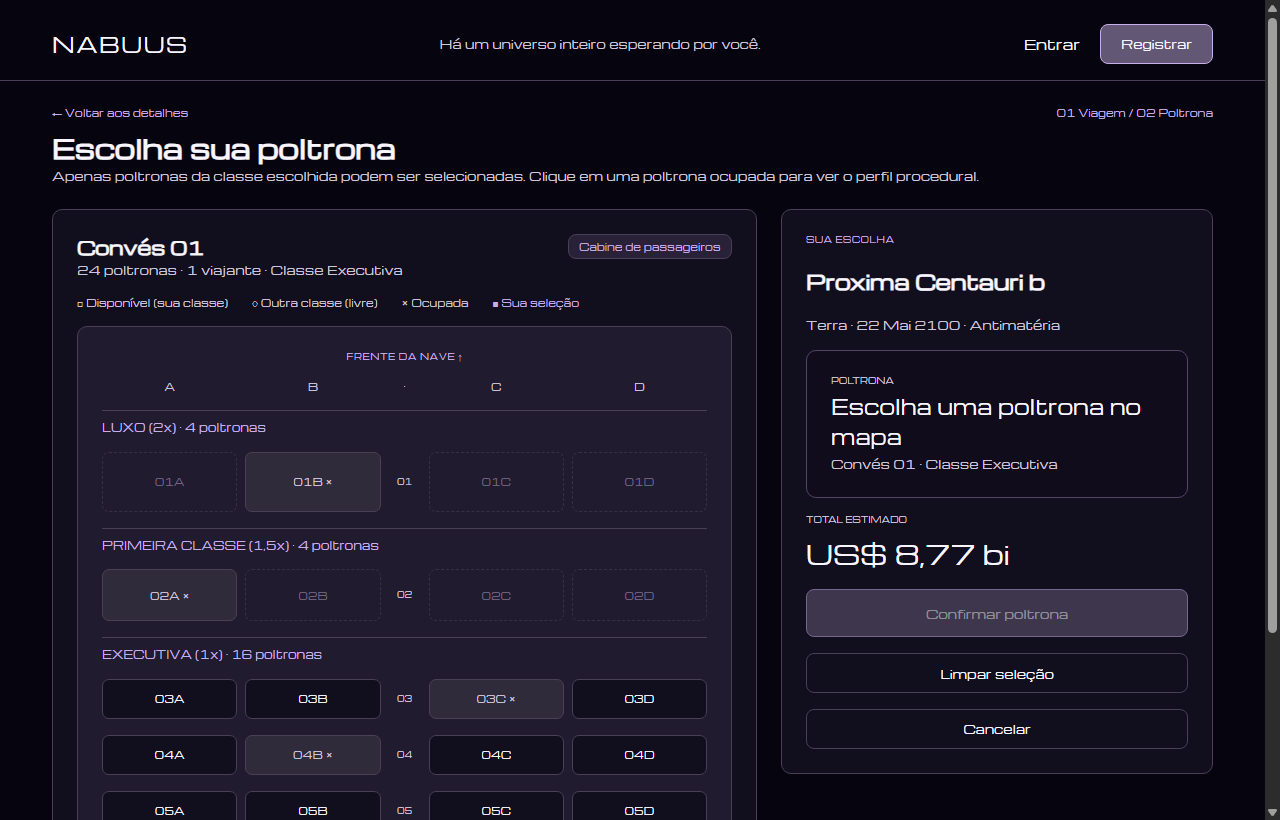 NABUUS
Há um universo inteiro esperando por você.
Entrar
Registrar
← Voltar aos detalhes
01 Viagem / 02 Poltrona
Escolha sua poltrona
Apenas poltronas da classe escolhida podem ser selecionadas. Clique em uma poltrona ocupada para ver o perfil procedural.
Convés 01
Cabine de passageiros
24 poltronas · 1 viajante · Classe Executiva
□ Disponível (sua classe) ◇ Outra classe (livre) × Ocupada ■ Sua seleção
FRENTE DA NAVE ↑
A B · C D
LUXO (2x) · 4 poltronas
01A 01B × 01 01C 01D
PRIMEIRA CLASSE (1,5x) · 4 poltronas
02A × 02B 02 02C 02D
EXECUTIVA (1x) · 16 poltronas
03A 03B 03 03C × 03D
04A 04B × 04 04C 04D
05A 05B 05 05C 05D
SUA ESCOLHA
Proxima Centauri b
Terra · 22 Mai 2100 · Antimatéria
POLTRONA
Escolha uma poltrona no
mapa
Convés 01 · Classe Executiva
TOTAL ESTIMADO
US$ 8,77 bi
Confirmar poltrona
Limpar seleção
Cancelar